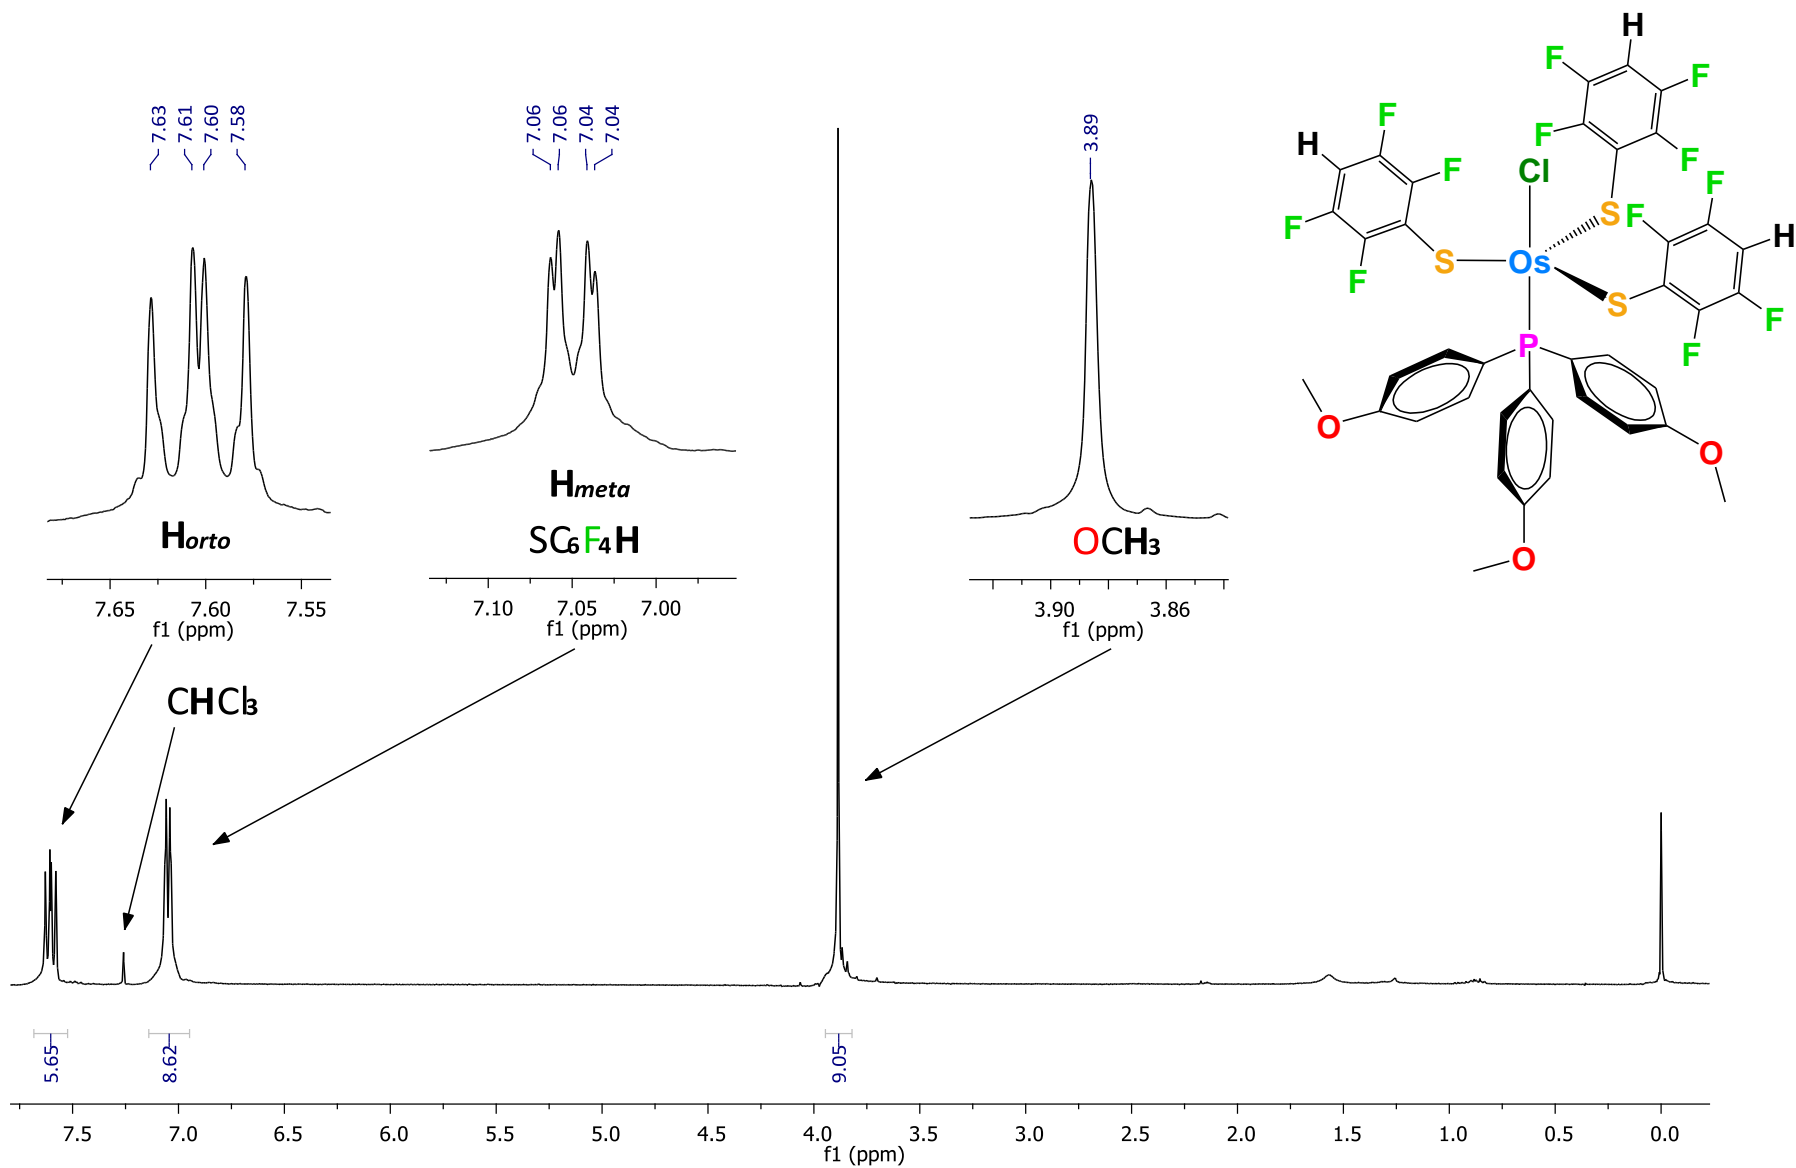 7.63
7.61
7.60
7.58
7.06
7.06
7.04
7.04
3.89
H
F
F
F
F
H
F
F
F
F
Cl
S
F
F
H
S
Os
S
F
F
P
O
O
O
Horto
7.65 7.60 7.55
f1 (ppm)
Hmeta
SC6F4H
7.10 7.05 7.00
f1 (ppm)
OCH3
3.90 3.86
f1 (ppm)
CHCl3
5.65
8.62
9.05
7.5 7.0 6.5 6.0 5.5 5.0 4.5 4.0 3.5 3.0 2.5 2.0 1.5 1.0 0.5 0.0
f1 (ppm)